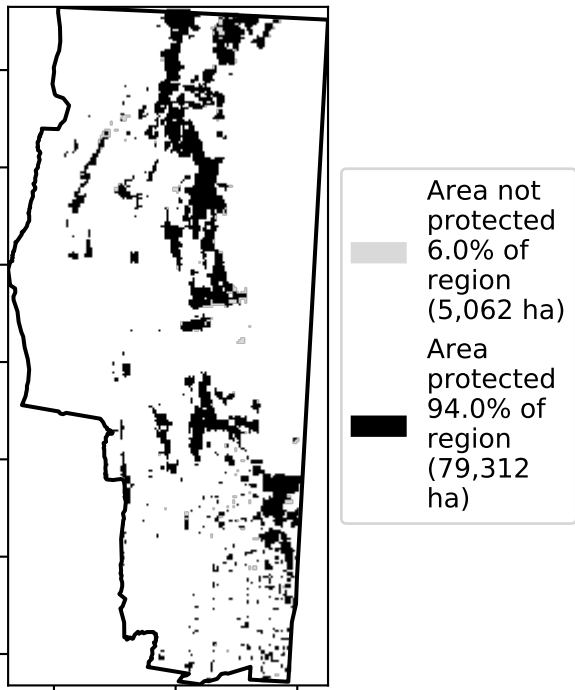 Area not
protected
6.0% of
region
(5,062 ha)
Area
protected
94.0% of
region
(79,312
ha)